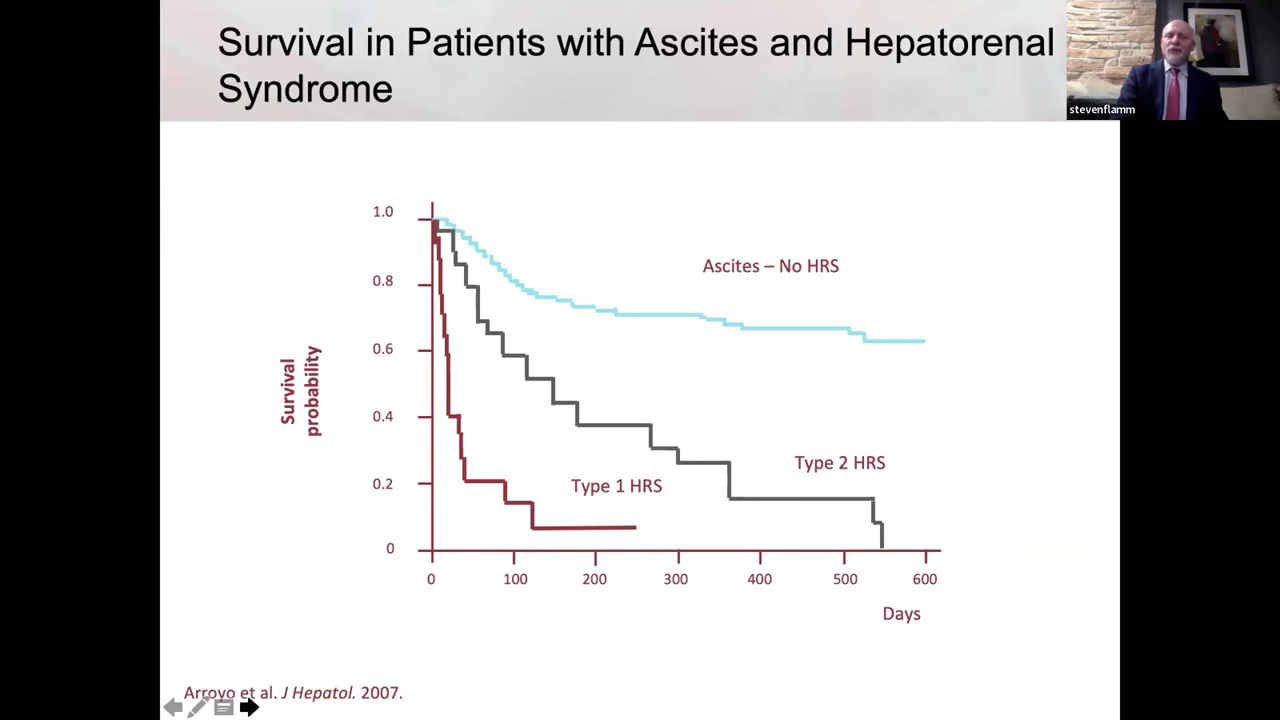 Survival in Patients with Ascites and Hepatorenal
Syndrome
stevenflamm
1.0
0.8
0.6
0.4
0.2
0
Survival
probability
Ascites – No HRS
Type 2 HRS
Type 1 HRS
0 100 200 300 400 500 600
Days
Arroyo et al. J Hepatol. 2007.